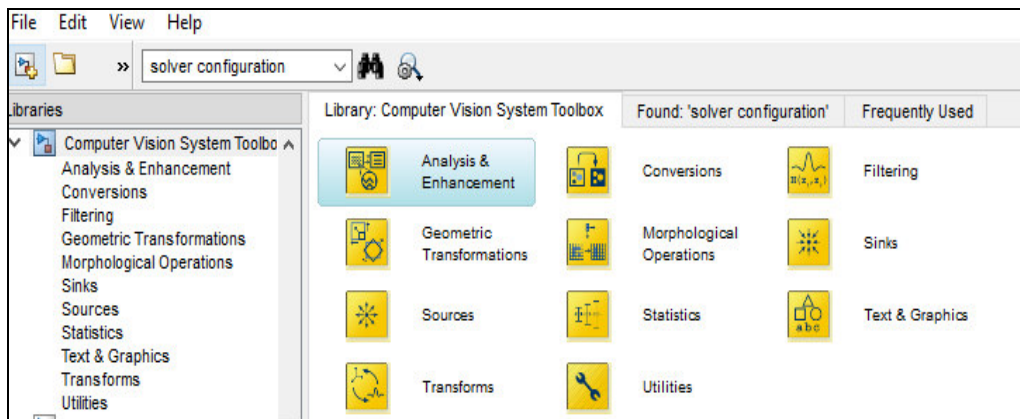 File Edit View Help
» solver configuration
Libraries
Library: Computer Vision System Toolbox Found: 'solver configuration' Frequently Used
Computer Vision System Toolbo
Analysis & Enhancement
Conversions
Filtering
Geometric Transformations
Morphological Operations
Sinks
Sources
Statistics
Text & Graphics
Transforms
Utilities
Analysis &
Enhancement
Conversions
Filtering
Geometric
Transformations
Morphological
Operations
Sinks
Sources
Statistics
abc
Text & Graphics
Transforms
Utilities